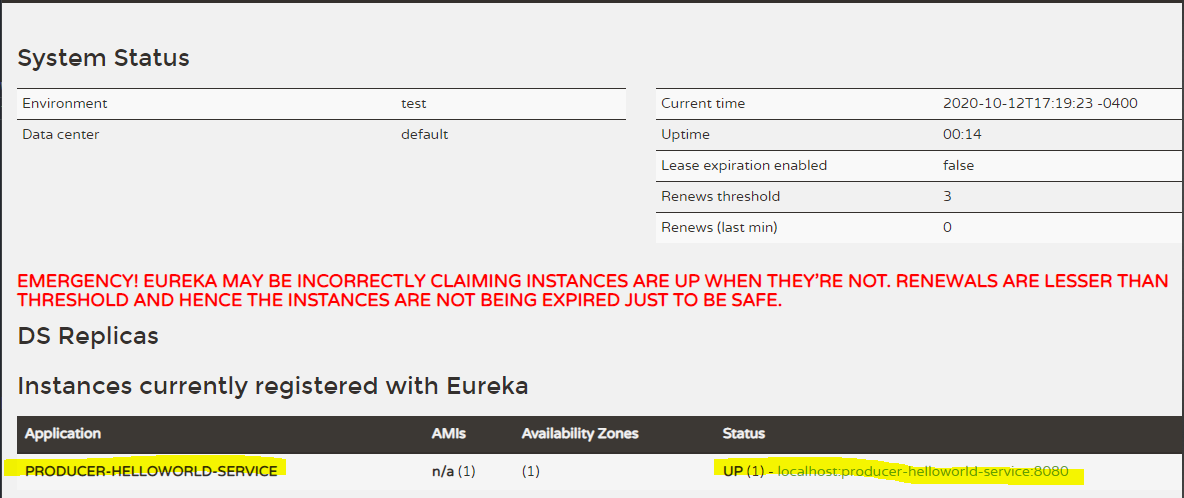 System Status
Environment test
Data center default
Current time 2020-10-12T17:19:23 -0400
Uptime 00:14
Lease expiration enabled false
Renews threshold 3
Renews (last min) 0
EMERGENCY! EUREKA MAY BE INCORRECTLY CLAIMING INSTANCES ARE UP WHEN THEY'RE NOT. RENEWALS ARE LESSER THAN
THRESHOLD AND HENCE THE INSTANCES ARE NOT BEING EXPIRED JUST TO BE SAFE.
DS Replicas
Instances currently registered with Eureka
Application AMIs Availability Zones Status
PRODUCER-HELLOWORLD-SERVICE n/a (1) (1) UP (1) - localhost:producer-helloworld-service:8080